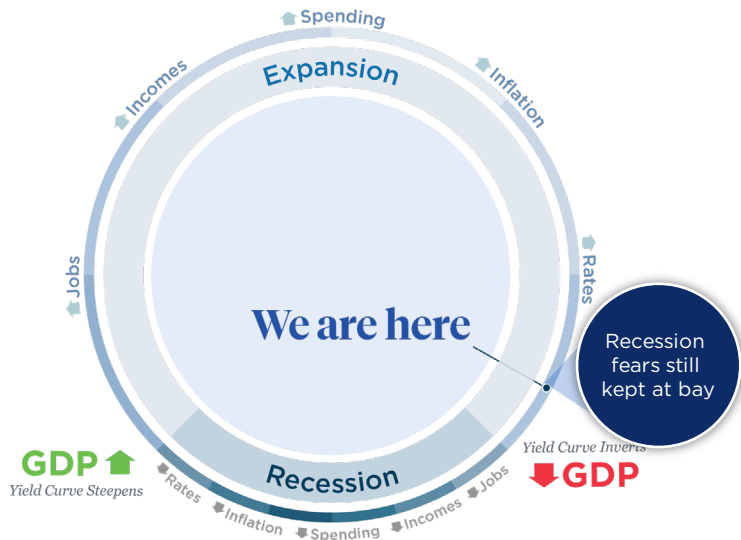 Spending
Expansion
Incomes
Inflation
Jobs
Rates
We are here
Recession
fears still
kept at bay
GDP
Yield Curve Steepens
Yield Curve Inverts
GDP
Recession
Rates
Inflation
Spending
Incomes
Jobs